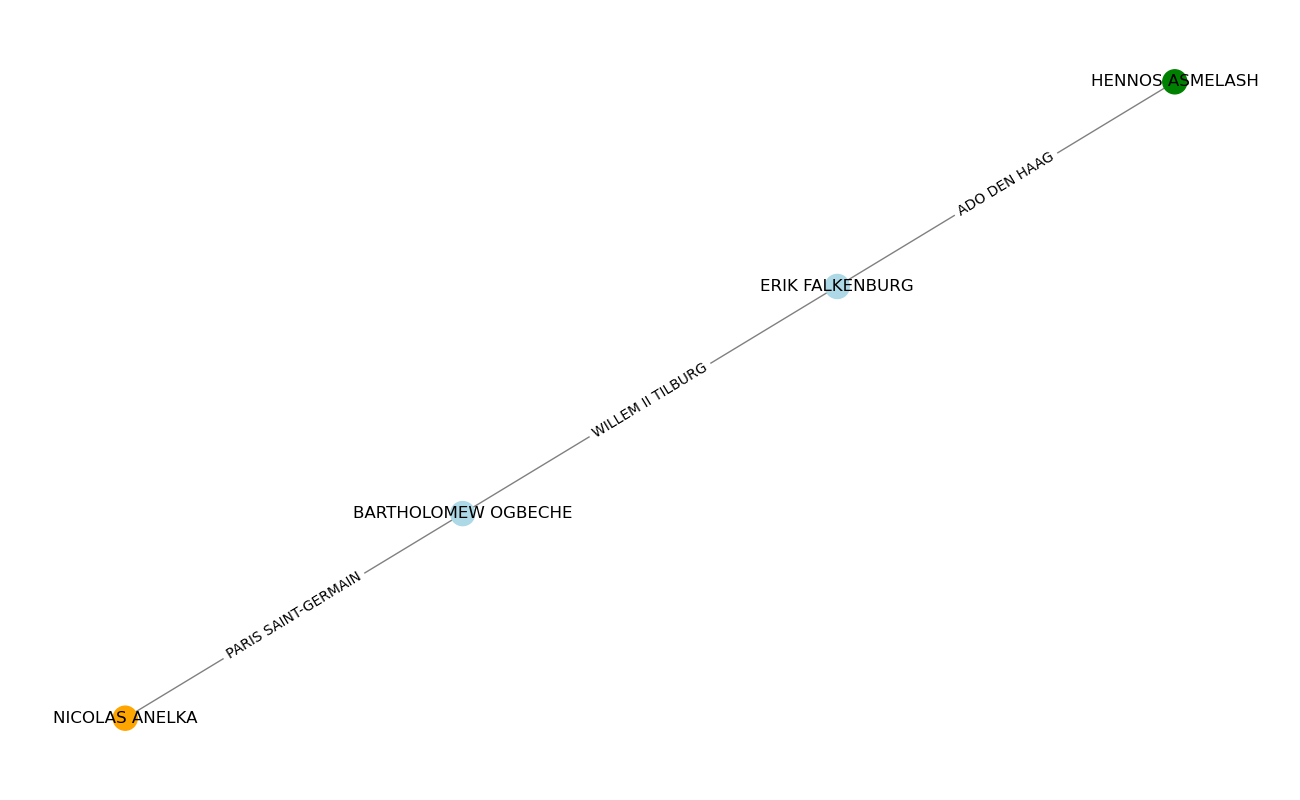 HENNOS ASMELASH
ADO DEN HAAG
ERIK FALKENBURG
WILLEM II TILBURG
BARTHOLOMEW OGBECHE
PARIS SAINT-GERMAIN
NICOLAS ANELKA